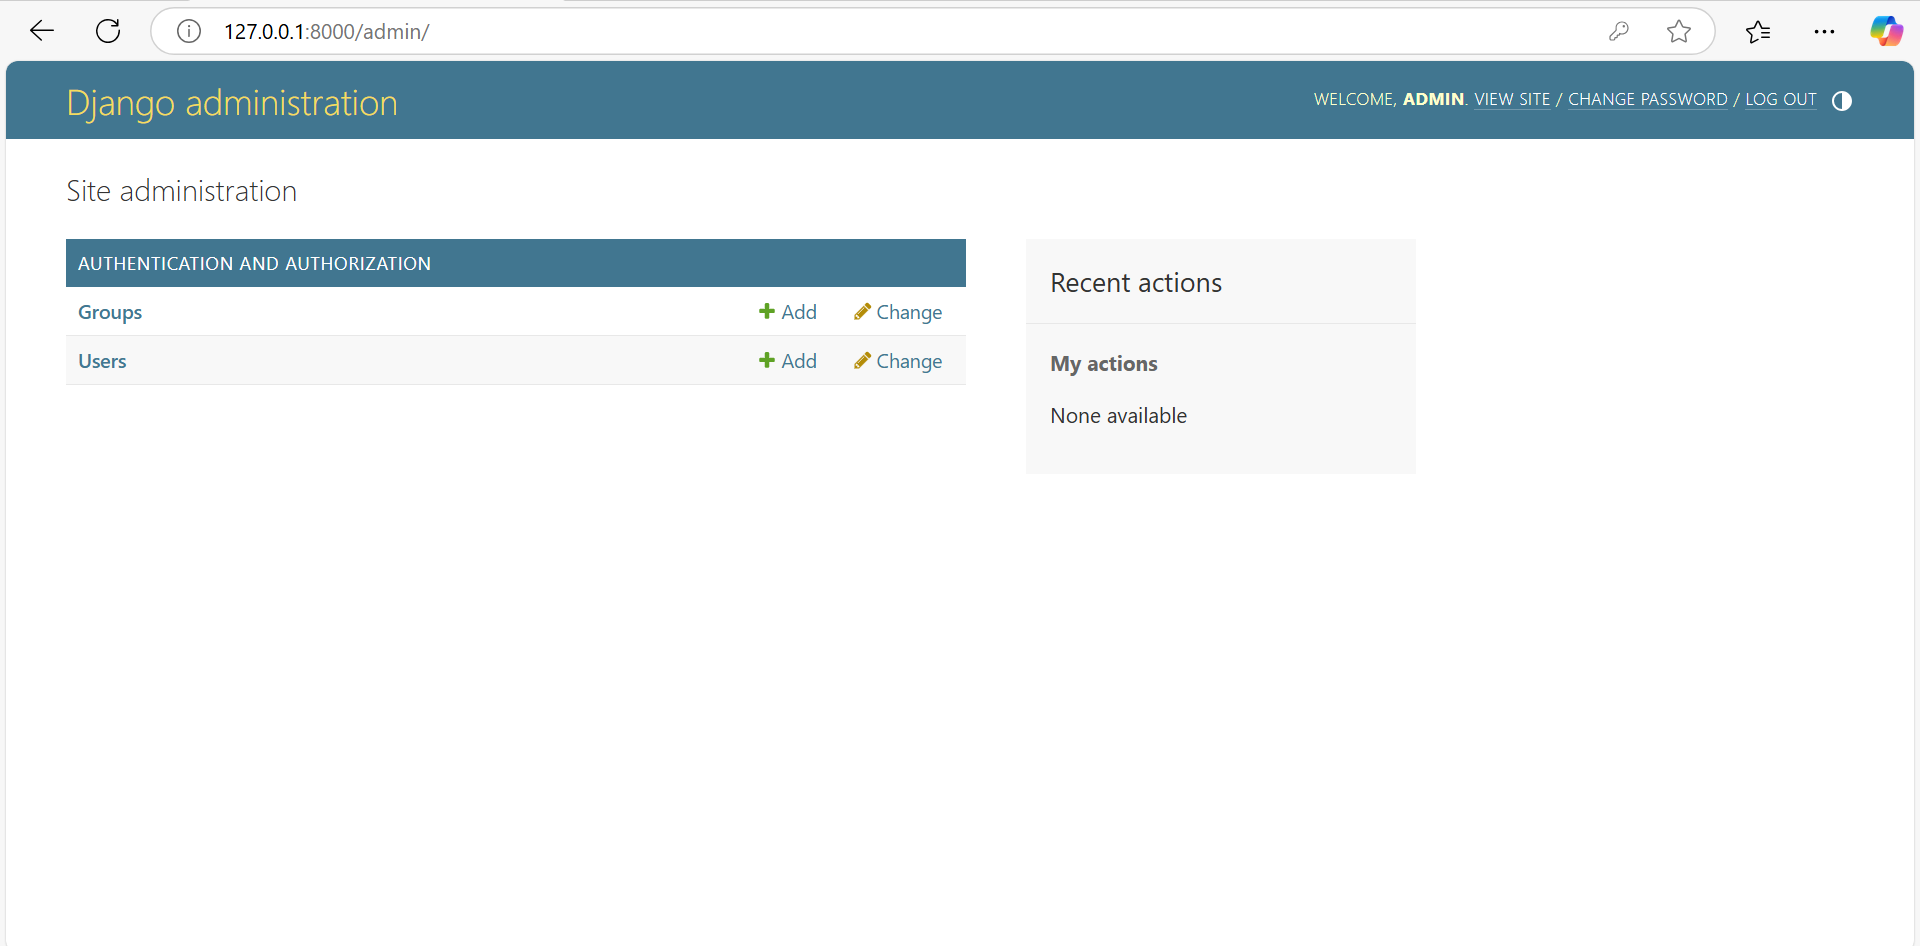 127.0.0.1:8000/admin/
Django administration
WELCOME, ADMIN. VIEW SITE / CHANGE PASSWORD / LOG OUT
Site administration
AUTHENTICATION AND AUTHORIZATION
Groups Add Change
Users Add Change
Recent actions
My actions
None available